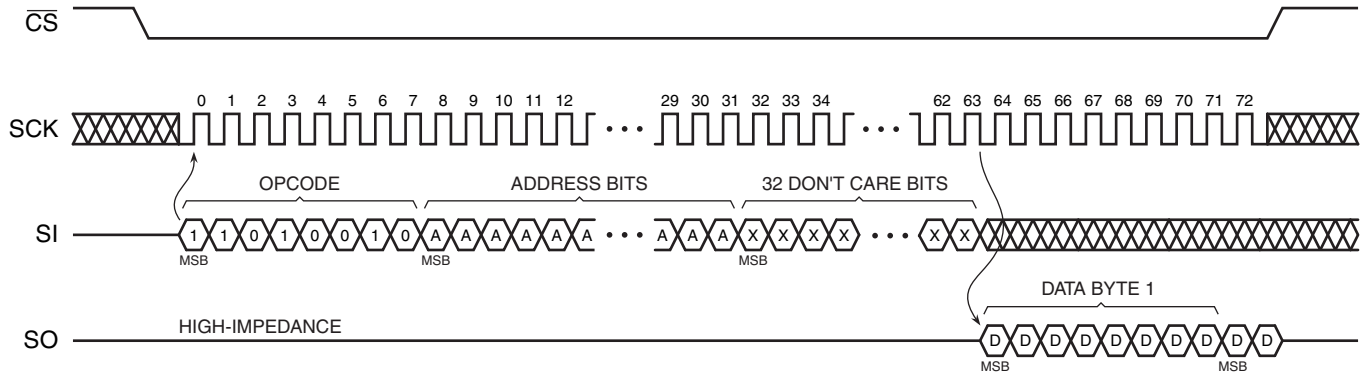 CS
0 1 2 3 4 5 6 7 8 9 10 11 12 29 30 31 32 33 34 62 63 64 65 66 67 68 69 70 71 72
SCK
OPCODE ADDRESS BITS 32 DON'T CARE BITS
SI 1 1 0 1 0 0 1 0 A A A A A A A A A X X X X X X
MSB MSB MSB
DATA BYTE 1
HIGH-IMPEDANCE
SO D D D D D D D D D D
MSB MSB